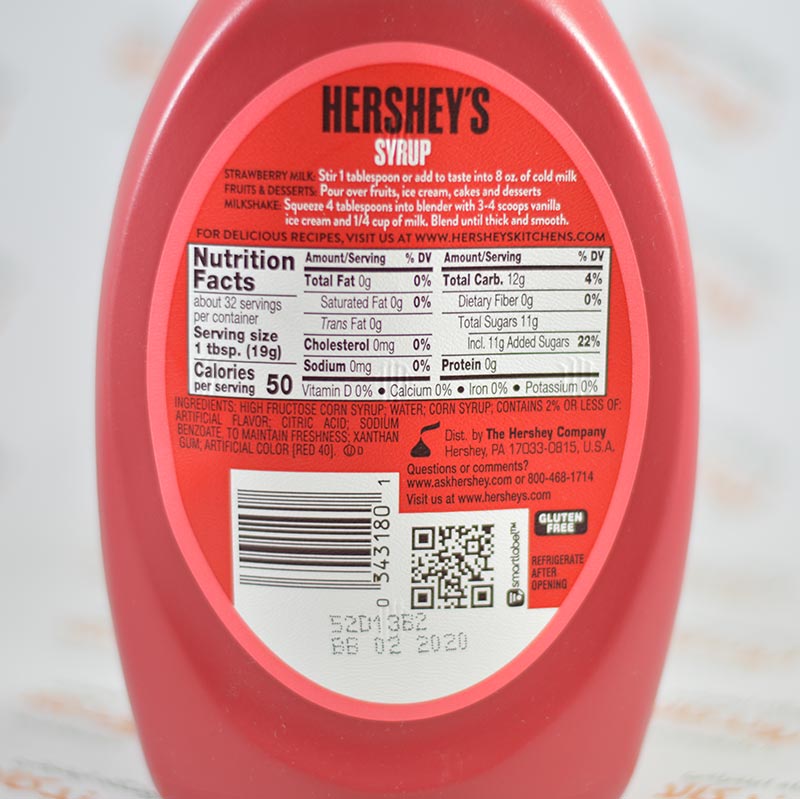 HERSHEY'S
SYRUP
STRAWBERRY MILK: Stir 1 tablespoon or add to taste into 8 oz. of cold milk
FRUITS & DESSERTS: Pour over fruits, ice cream, cakes and desserts
MILKSHAKE: Squeeze 4 tablespoons into blender with 3-4 scoops vanilla
ice cream and 1/4 cup of milk. Blend until thick and smooth.
FOR DELICIOUS RECIPES, VISIT US AT WWW.HERSHEYSKITCHENS.COM
Nutrition
Facts
about 32 servings
per container
Serving size
1 tbsp. (19g)
Calories
per serving 50
Amount/Serving % DV
Total Fat 0g 0%
Saturated Fat 0g 0%
Trans Fat 0g
Cholesterol 0mg 0%
Sodium 0mg 0%
Amount/Serving % DV
Total Carb. 12g 4%
Dietary Fiber 0g 0%
Total Sugars 11g
Incl. 11g Added Sugars 22%
Protein 0g
Vitamin D 0% • Calcium 0% • Iron 0% • Potassium 0%
INGREDIENTS: HIGH FRUCTOSE CORN SYRUP; WATER; CORN SYRUP; CONTAINS 2% OR LESS OF:
ARTIFICIAL FLAVOR; CITRIC ACID; SODIUM
BENZOATE, TO MAINTAIN FRESHNESS; XANTHAN
GUM; ARTIFICIAL COLOR [RED 40]. Ⓤ D
Dist. by The Hershey Company
Hershey, PA 17033-0815, U.S.A.
Questions or comments?
www.askhershey.com or 800-468-1714
Visit us at www.hersheys.com
0 343180 1
smartlabel™
GLUTEN
FREE
REFRIGERATE
AFTER
OPENING
52D13B2
BB 02 2020